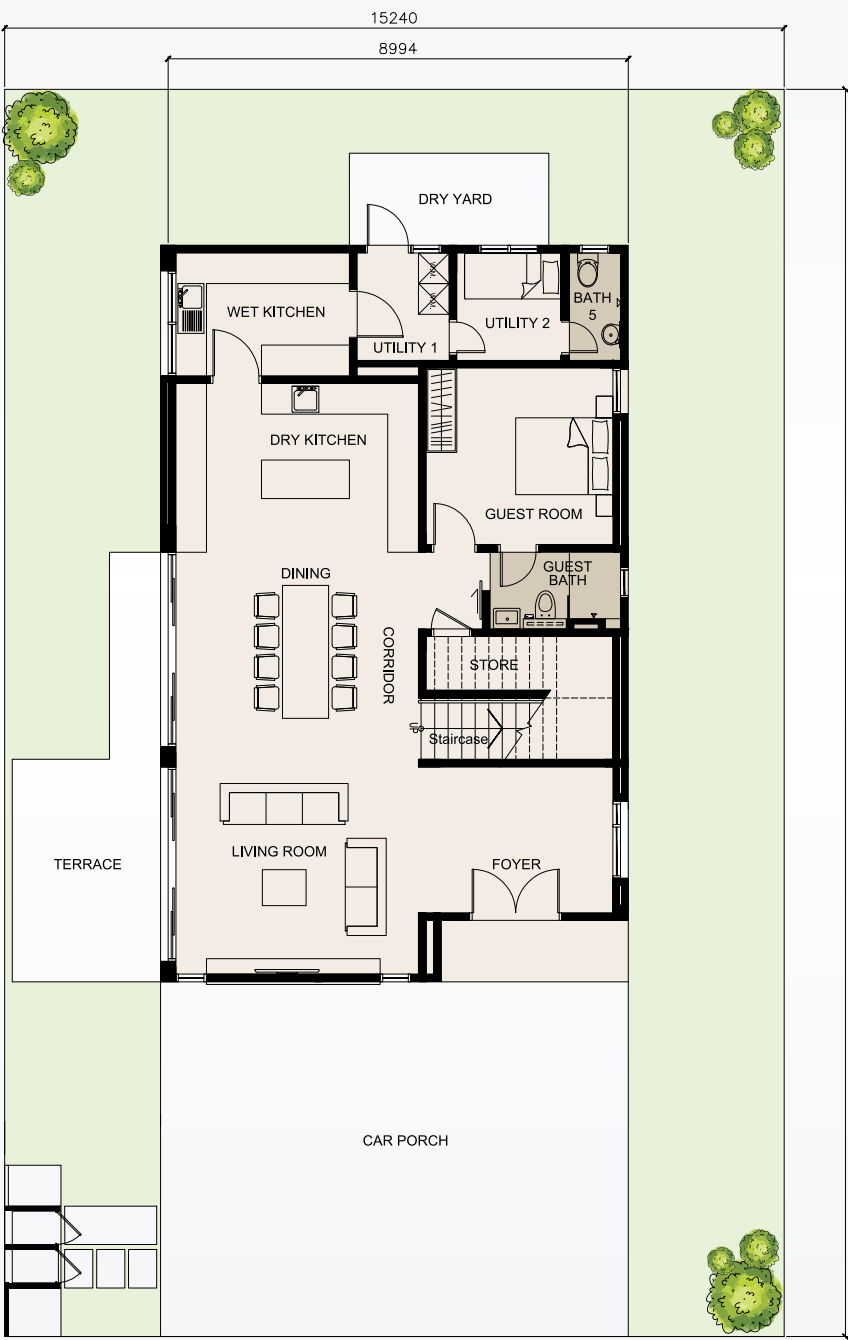 15240
8994
DRY YARD
WET KITCHEN
UTILITY 1
UTILITY 2
BATH
5
DRY KITCHEN
GUEST ROOM
GUEST
BATH
DINING
CORRIDOR
STORE
UP
Staircase
LIVING ROOM
FOYER
TERRACE
CAR PORCH